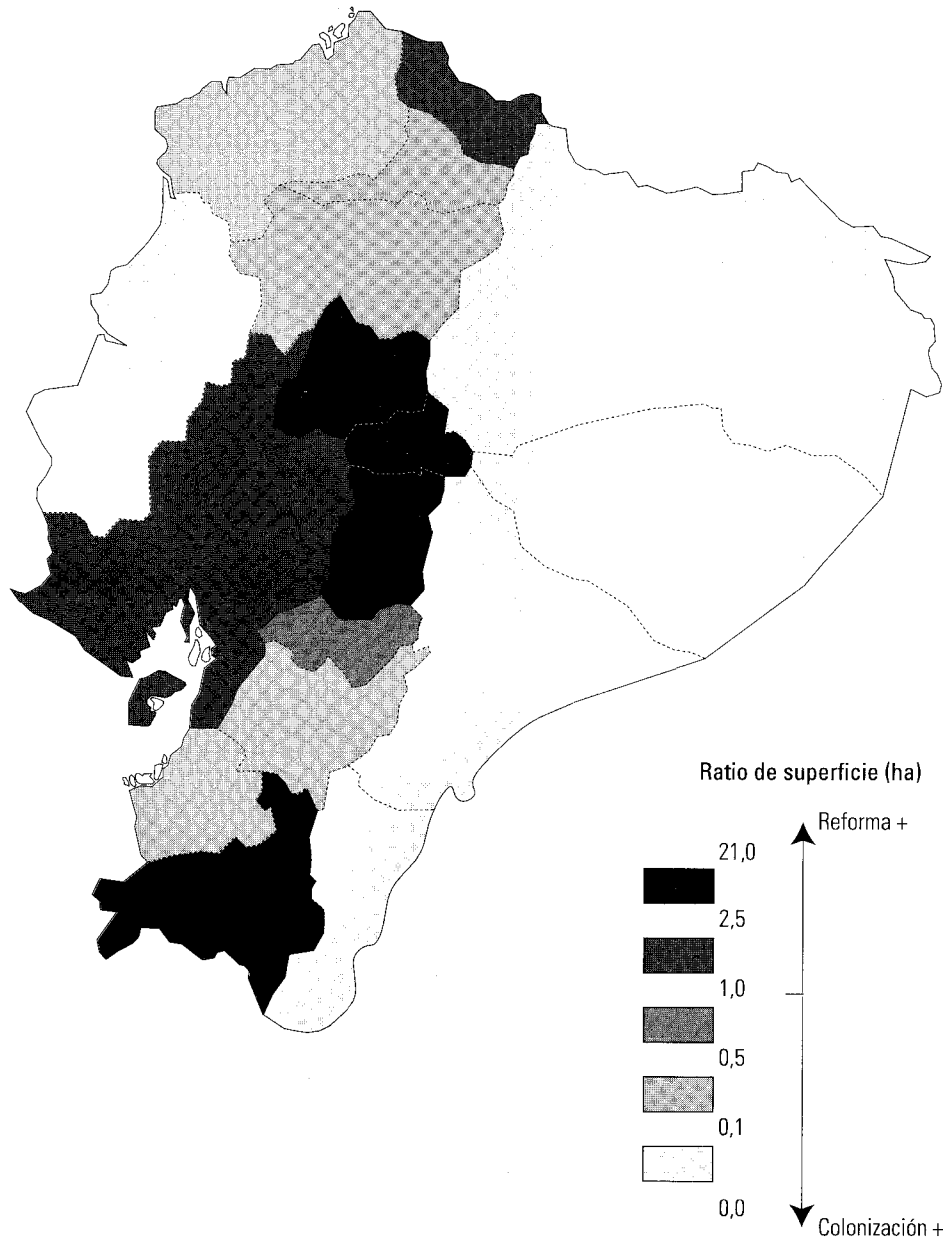 Ratio de superficie (ha)
Reforma +
21,0
2,5
1,0
0,5
0,1
0,0
Colonización +